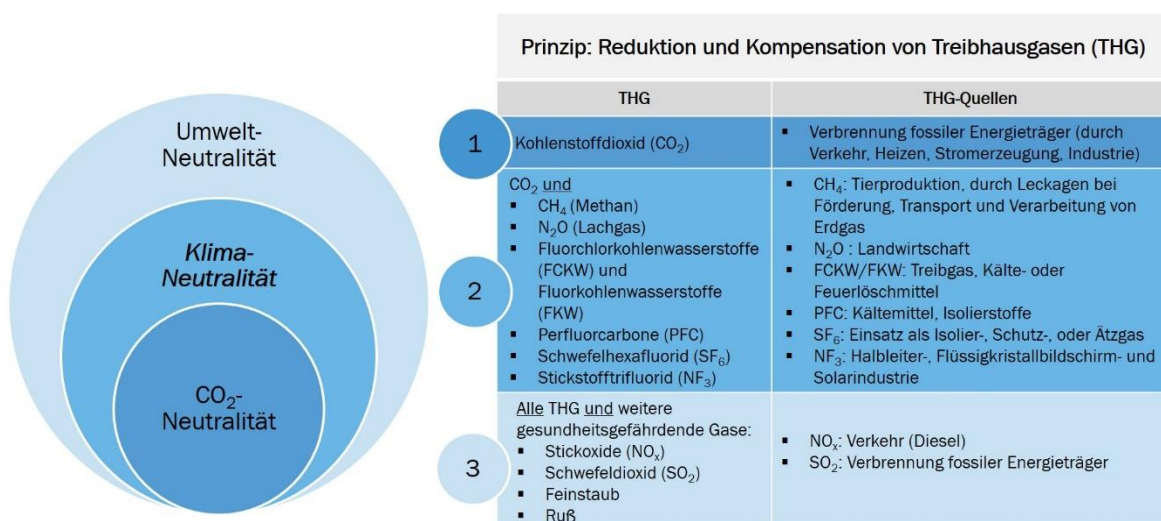 Umwelt-
Neutralität
Klima-
Neutralität
CO₂-
Neutralität
Prinzip: Reduktion und Kompensation von Treibhausgasen (THG)
THG
THG-Quellen
1
Kohlenstoffdioxid (CO₂)
▪ Verbrennung fossiler Energieträger (durch
Verkehr, Heizen, Stromerzeugung, Industrie)
2
CO₂ und
▪ CH₄ (Methan)
▪ N₂O (Lachgas)
▪ Fluorchlorkohlenwasserstoffe
(FCKW) und
Fluorkohlenwasserstoffe
(FKW)
▪ Perfluorcarbone (PFC)
▪ Schwefelhexafluorid (SF₆)
▪ Stickstofftrifluorid (NF₃)
▪ CH₄: Tierproduktion, durch Leckagen bei
Förderung, Transport und Verarbeitung von
Erdgas
▪ N₂O : Landwirtschaft
▪ FCKW/FKW: Treibgas, Kälte- oder
Feuerlöschmittel
▪ PFC: Kältemittel, Isolierstoffe
▪ SF₆: Einsatz als Isolier-, Schutz-, oder Ätzgas
▪ NF₃: Halbleiter-, Flüssigkristallbildschirm- und
Solarindustrie
3
Alle THG und weitere
gesundheitsgefährdende Gase:
▪ Stickoxide (NOₓ)
▪ Schwefeldioxid (SO₂)
▪ Feinstaub
▪ Ruß
▪ NOₓ: Verkehr (Diesel)
▪ SO₂: Verbrennung fossiler Energieträger